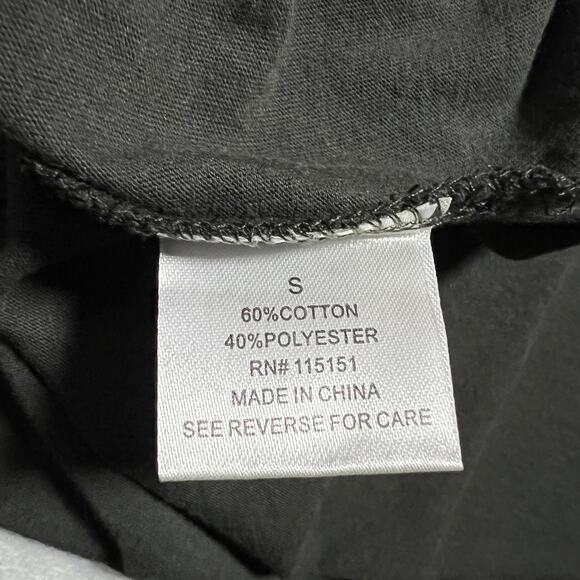 S
60%COTTON
40%POLYESTER
RN# 115151
MADE IN CHINA
SEE REVERSE FOR CARE